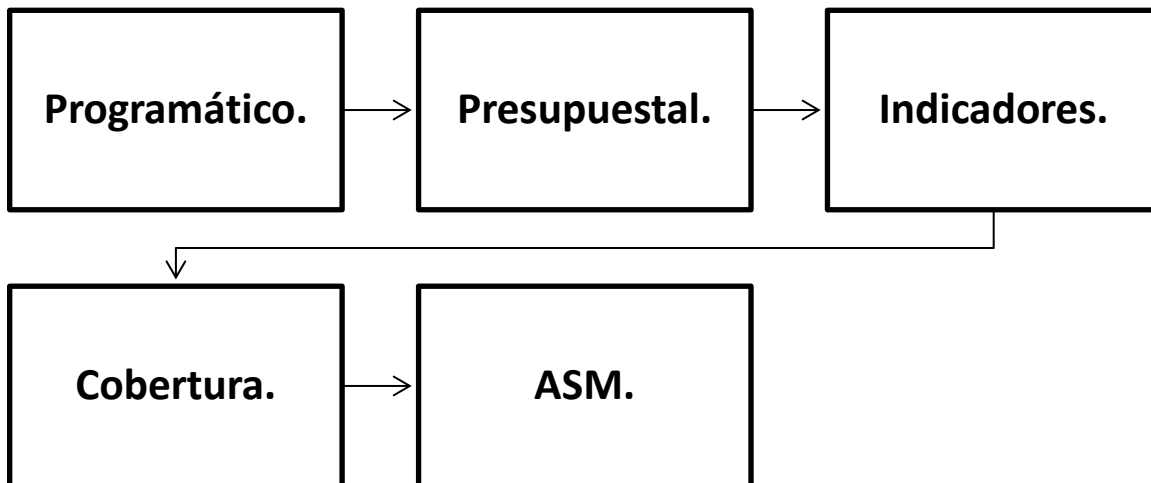 Programático.
Presupuestal.
Indicadores.
Cobertura.
ASM.